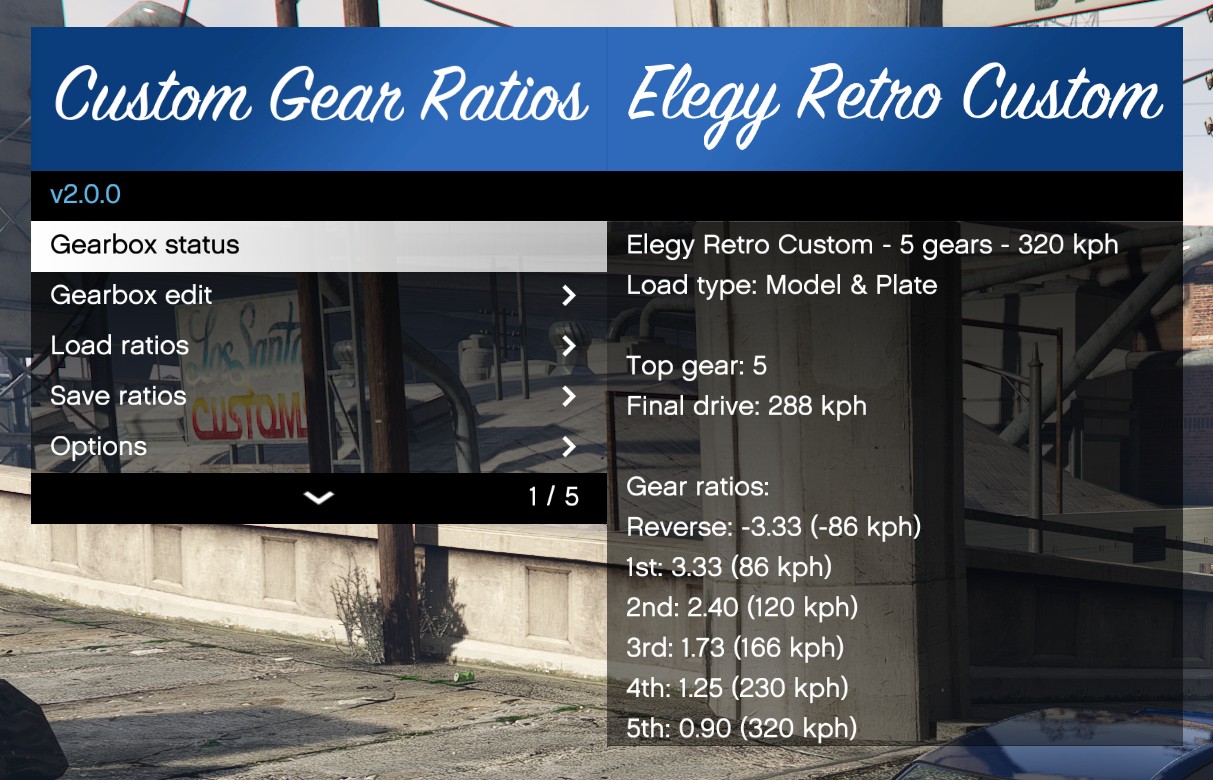 Custom Gear Ratios
Elegy Retro Custom
v2.0.0
Gearbox status
Gearbox edit
Load ratios
Save ratios
Options
1 / 5
Elegy Retro Custom - 5 gears - 320 kph
Load type: Model & Plate
Top gear: 5
Final drive: 288 kph
Gear ratios:
Reverse: -3.33 (-86 kph)
1st: 3.33 (86 kph)
2nd: 2.40 (120 kph)
3rd: 1.73 (166 kph)
4th: 1.25 (230 kph)
5th: 0.90 (320 kph)
Los Santos
CUSTOMS